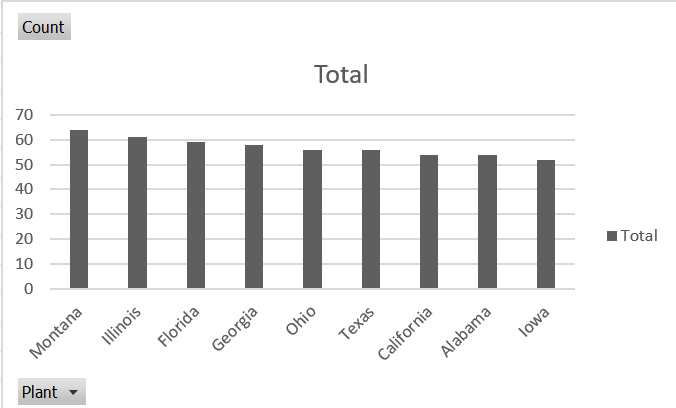 Count
Total
70
60
50
40
30
20
10
0
Montana
Illinois
Florida
Georgia
Ohio
Texas
California
Alabama
Iowa
Total
Plant